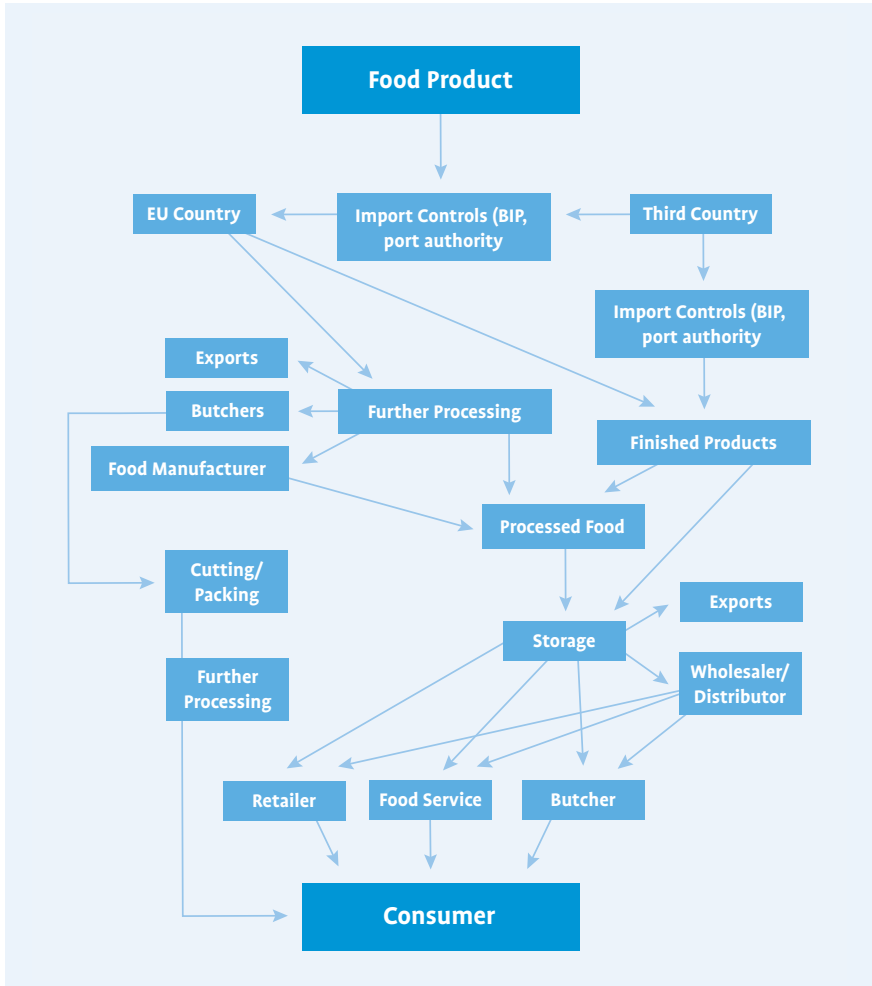 Food Product
EU Country
Import Controls (BIP,
port authority
Third Country
Import Controls (BIP,
port authority
Exports
Butchers
Further Processing
Food Manufacturer
Finished Products
Processed Food
Cutting/
Packing
Exports
Storage
Further
Processing
Wholesaler/
Distributor
Retailer
Food Service
Butcher
Consumer